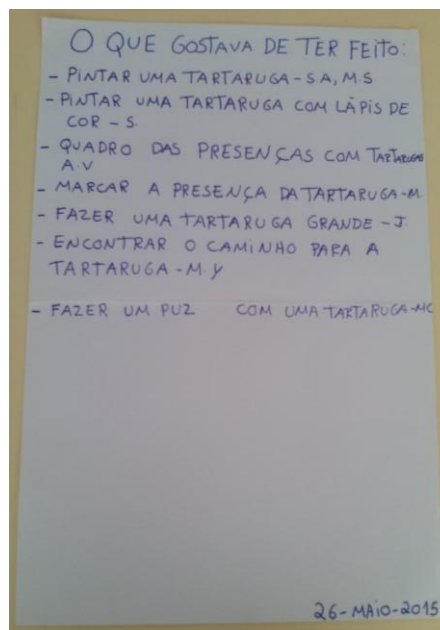 O QUE GOSTAVA DE TER FEITO:
- PINTAR UMA TARTARUGA - S A, M.S
- PINTAR UMA TARTARUGA COM LÁPIS DE
COR - S.
- QUADRO DAS PRESENÇAS COM TARTARUGAS
A.V
- MARCAR A PRESENÇA DA TARTARUGA - M.
- FAZER UMA TARTARUGA GRANDE - J.
- ENCONTRAR O CAMINHO PARA A
TARTARUGA - M. Y
- FAZER UM PUZ COM UMA TARTARUGA - MC
26 - MAIO - 2015